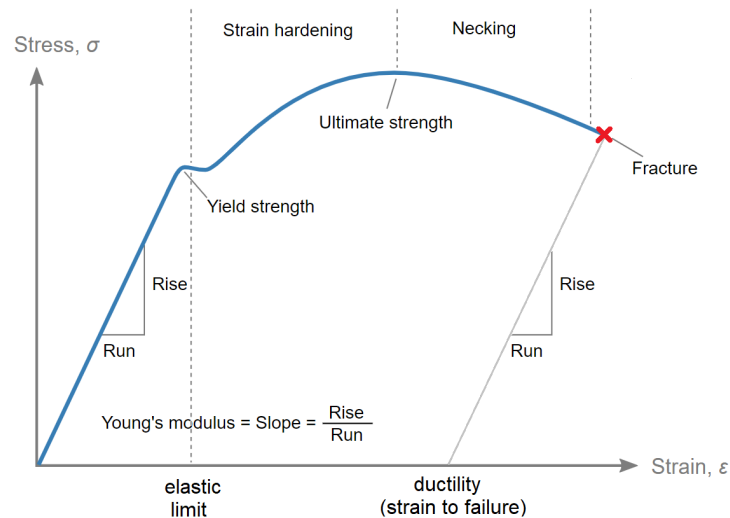 Strain hardening
Necking
Stress, σ
Ultimate strength
Fracture
Yield strength
Rise
Run
Rise
Run
Young's modulus = Slope = Rise
Run
Strain, ε
elastic
limit
ductility
(strain to failure)